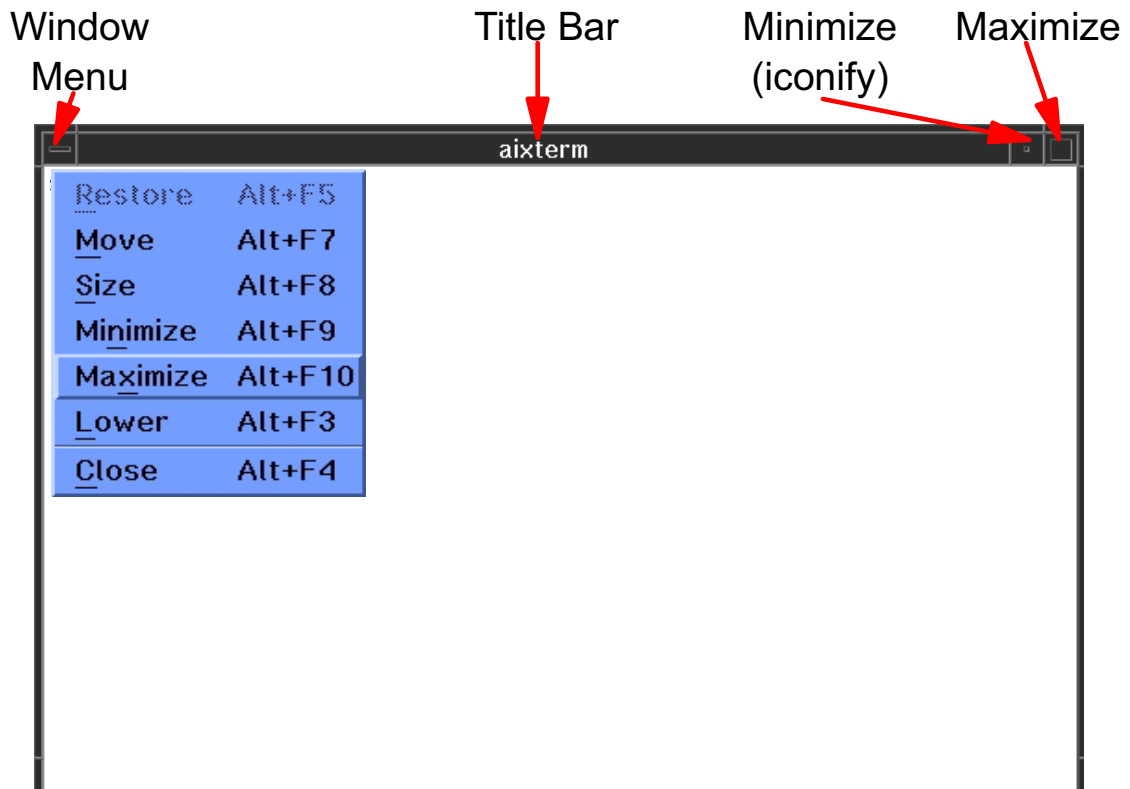 Window Menu
Title Bar
Minimize (iconify)
Maximize
aixterm
Restore Alt+F5
Move Alt+F7
Size Alt+F8
Minimize Alt+F9
Maximize Alt+F10
Lower Alt+F3
Close Alt+F4